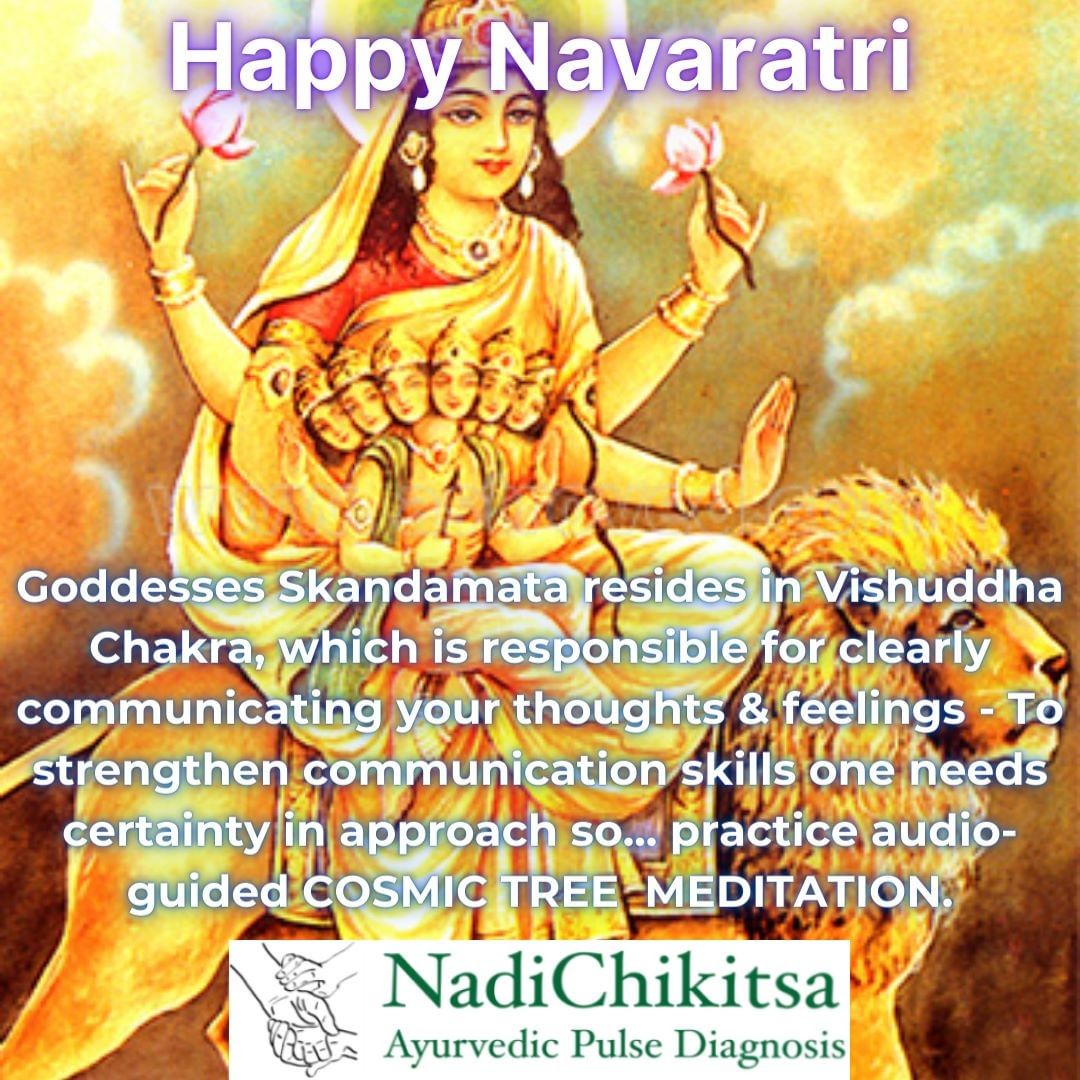 Happy Navaratri
Goddesses Skandamata resides in Vishuddha
Chakra, which is responsible for clearly
communicating your thoughts & feelings - To
strengthen communication skills one needs
certainty in approach so... practice audio-
guided COSMIC TREE MEDITATION.
NadiChikitsa
Ayurvedic Pulse Diagnosis